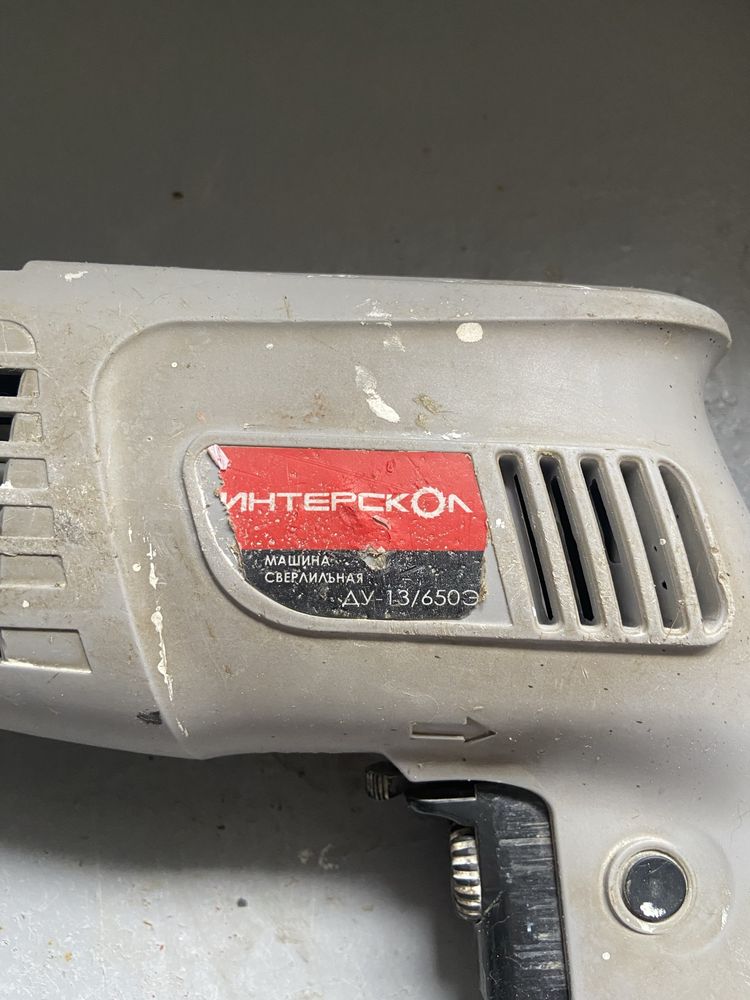 ИНТЕРСКОЛ
МАШИНА
СВЕРЛИЛЬНАЯ
ДУ-13/650Э